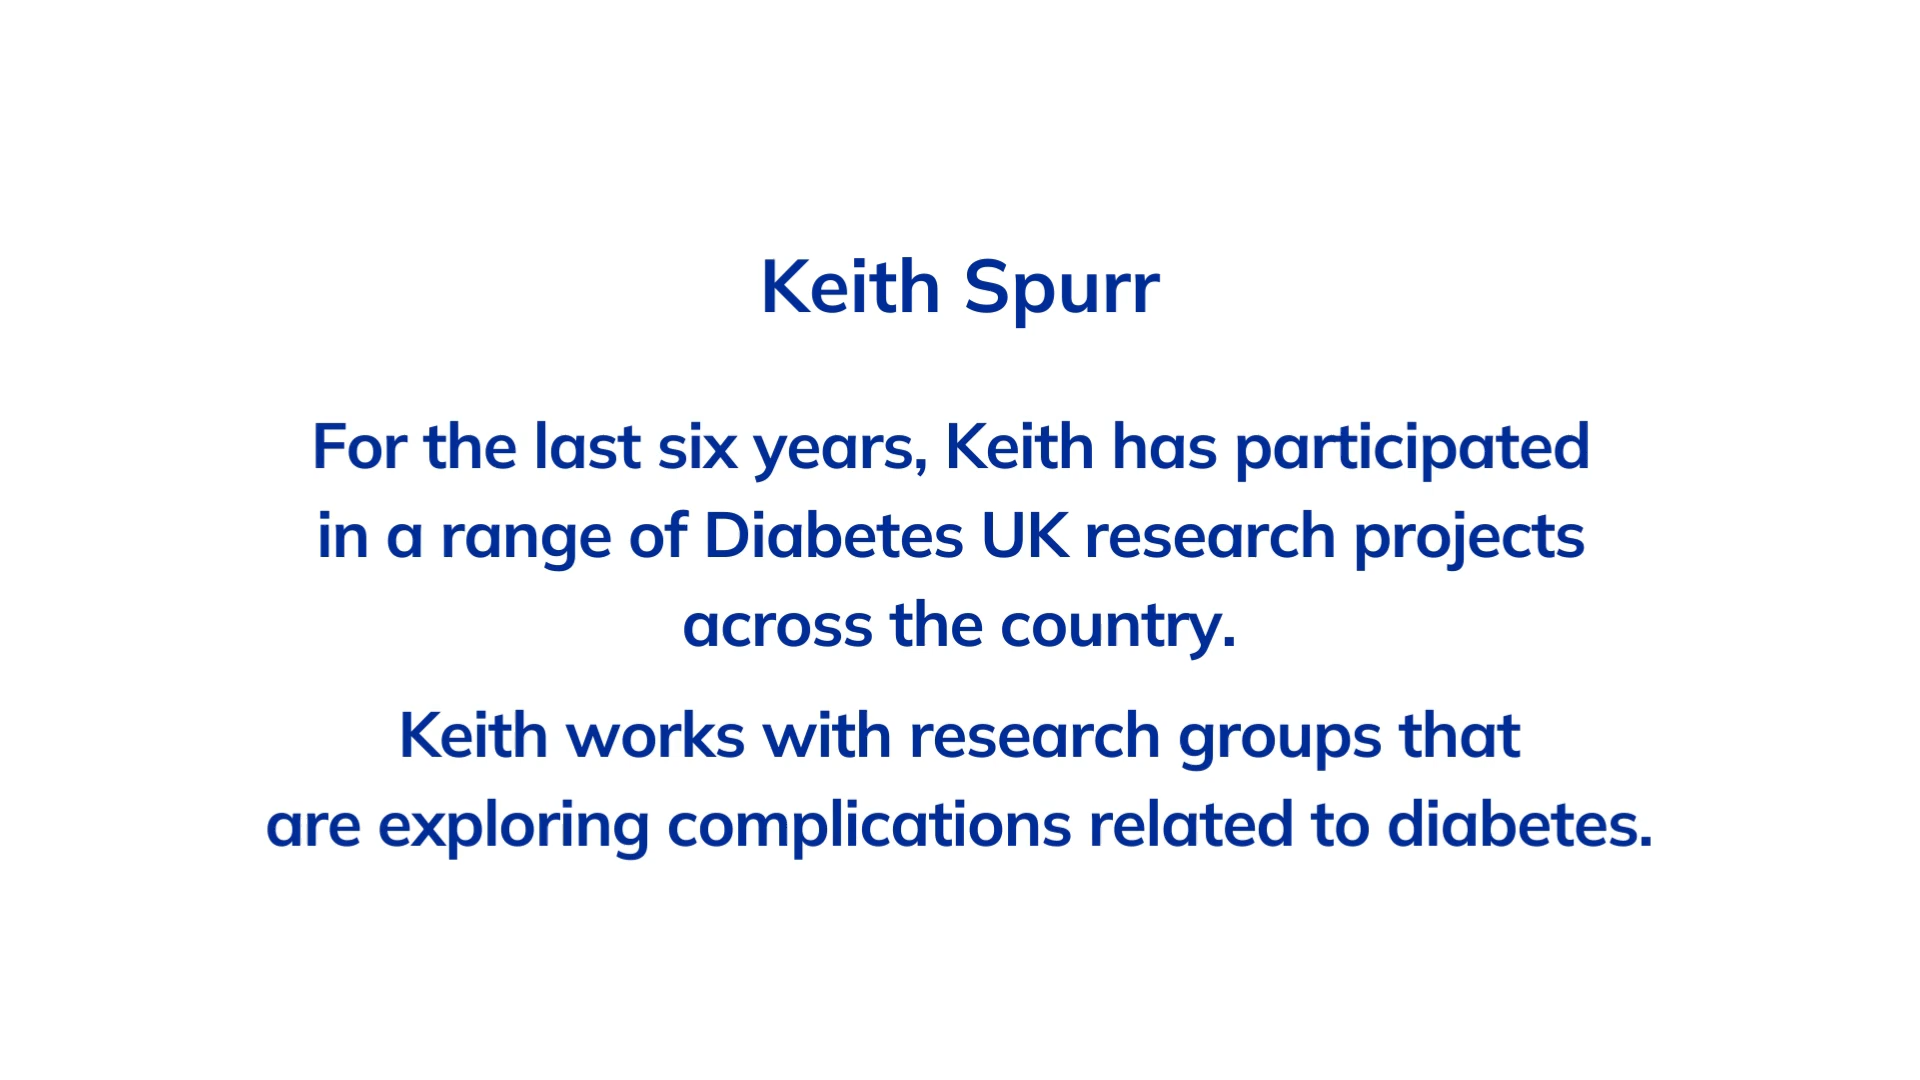 Keith Spurr
For the last six years, Keith has participated
in a range of Diabetes UK research projects
across the country.
Keith works with research groups that
are exploring complications related to diabetes.